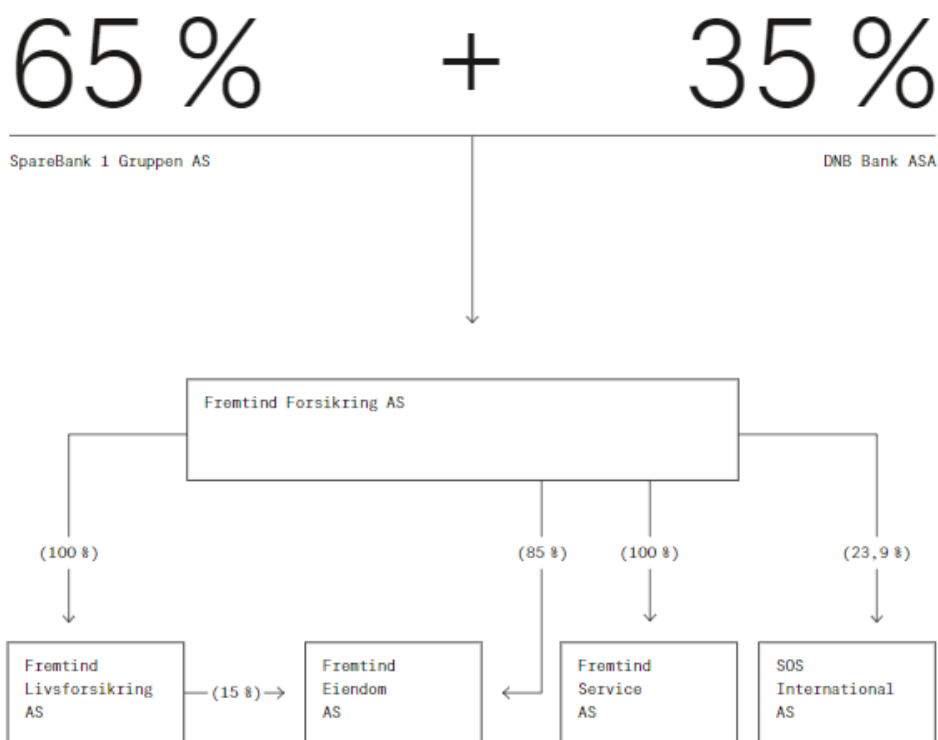 65 % + 35 %
SpareBank 1 Gruppen AS
DNB Bank ASA
Fremtind Forsikring AS
(100 %)
(85 %)
(100 %)
(23,9 %)
Fremtind
Livsforsikring
AS
(15 %)
Fremtind
Eiendom
AS
Fremtind
Service
AS
SOS
International
AS